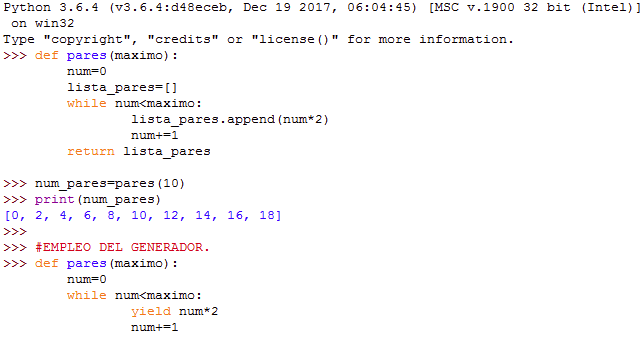 Python 3.6.4 (v3.6.4:d48eceb, Dec 19 2017, 06:04:45) [MSC v.1900 32 bit (Intel)]
 on win32
Type "copyright", "credits" or "license()" for more information.
>>> def pares(maximo):
        num=0
        lista_pares=[]
        while num<maximo:
                lista_pares.append(num*2)
                num+=1
        return lista_pares

>>> num_pares=pares(10)
>>> print(num_pares)
[0, 2, 4, 6, 8, 10, 12, 14, 16, 18]
>>>
>>> #EMPLEO DEL GENERADOR.
>>> def pares(maximo):
        num=0
        while num<maximo:
                yield num*2
                num+=1